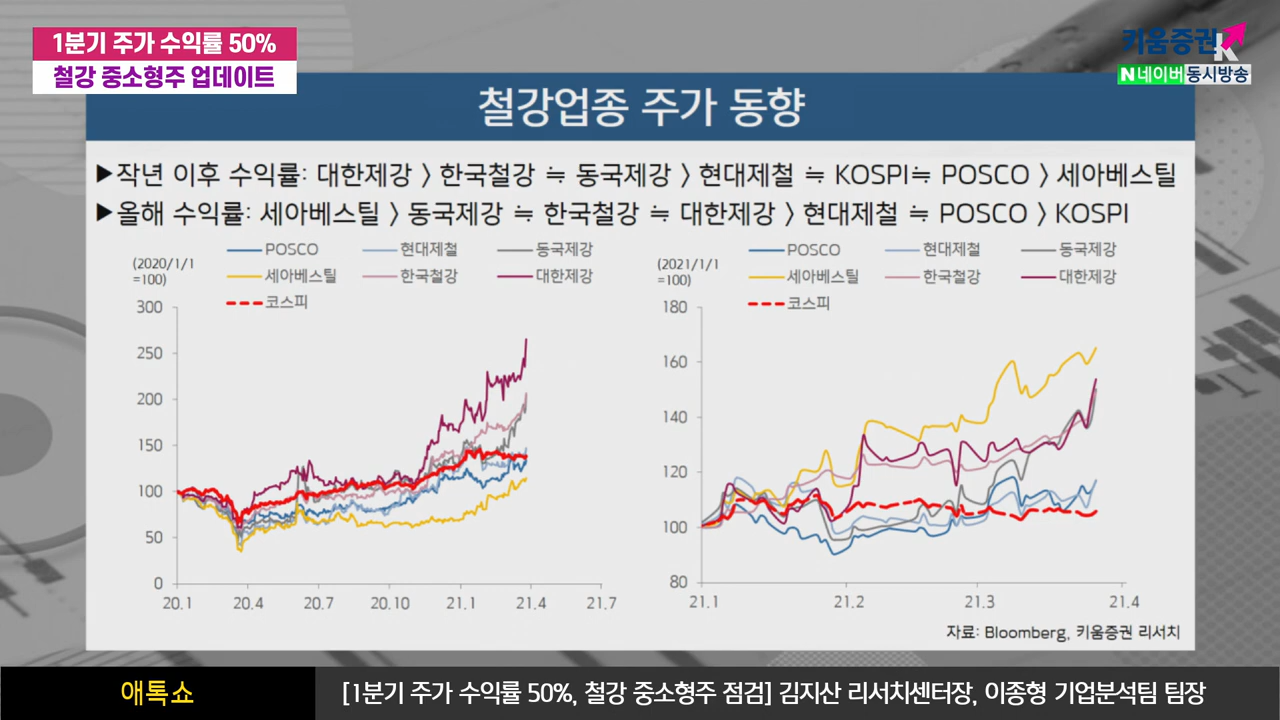 1분기 주가 수익률 50%
철강 중소형주 업데이트
키움증권
N 네이버 동시방송
철강업종 주가 동향
▶작년 이후 수익률: 대한제강 > 한국철강 ≒ 동국제강 > 현대제철 ≒ KOSPI≒ POSCO > 세아베스틸
▶올해 수익률: 세아베스틸 > 동국제강 ≒ 한국철강 ≒ 대한제강 > 현대제철 ≒ POSCO > KOSPI
(2020/1/1
=100)
POSCO 현대제철 동국제강
세아베스틸 한국철강 대한제강
코스피
300
250
200
150
100
50
0
20.1 20.4 20.7 20.10 21.1 21.4 21.7
(2021/1/1
=100)
POSCO 현대제철 동국제강
세아베스틸 한국철강 대한제강
코스피
180
160
140
120
100
80
21.1 21.2 21.3 21.4
자료: Bloomberg, 키움증권 리서치
애톡쇼
[1분기 주가 수익률 50%, 철강 중소형주 점검] 김지산 리서치센터장, 이종형 기업분석팀 팀장